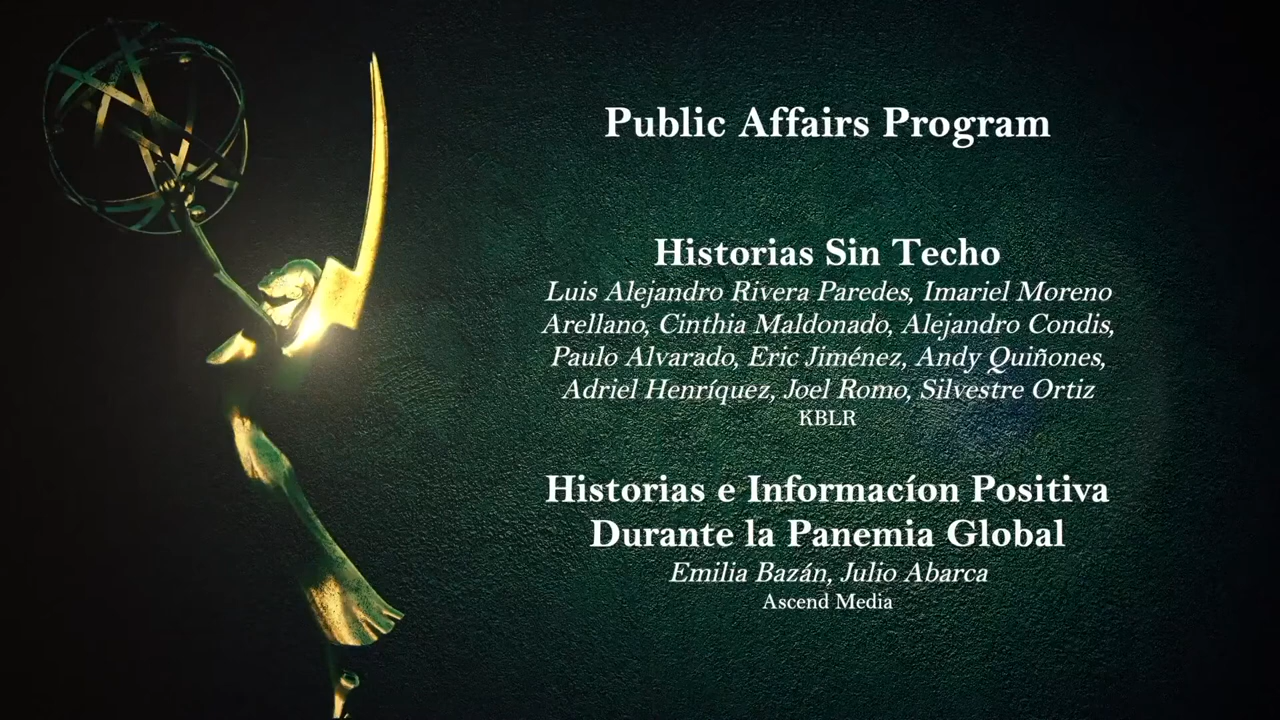 Public Affairs Program
Historias Sin Techo
Luis Alejandro Rivera Paredes, Imariel Moreno
Arellano, Cinthia Maldonado, Alejandro Condis,
Paulo Alvarado, Eric Jiménez, Andy Quiñones,
Adriel Henríquez, Joel Romo, Silvestre Ortiz
KBLR
Historias e Informacíon Positiva
Durante la Panemia Global
Emilia Bazán, Julio Abarca
Ascend Media